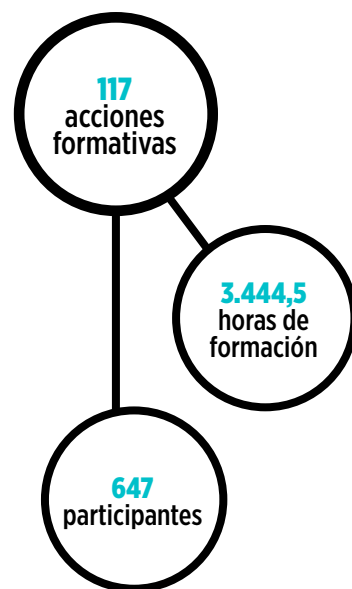 117
acciones
formativas
3.444,5
horas de
formación
647
participantes